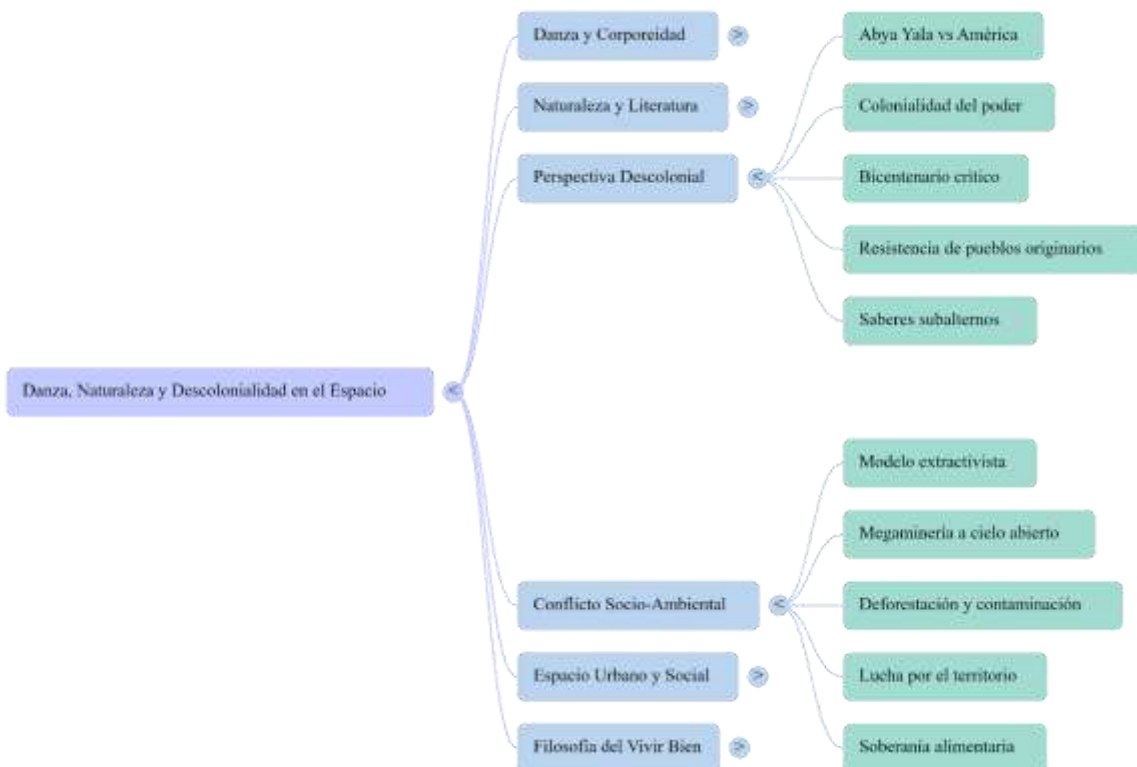 Danza, Naturaleza y Descolonialidad en el Espacio
Danza y Corporeidad
Naturaleza y Literatura
Perspectiva Descolonial
Abya Yala vs América
Colonialidad del poder
Bicentenario crítico
Resistencia de pueblos originarios
Saberes subalternos
Conflicto Socio-Ambiental
Modelo extractivista
Megaminería a cielo abierto
Deforestación y contaminación
Lucha por el territorio
Soberanía alimentaria
Espacio Urbano y Social
Filosofía del Vivir Bien